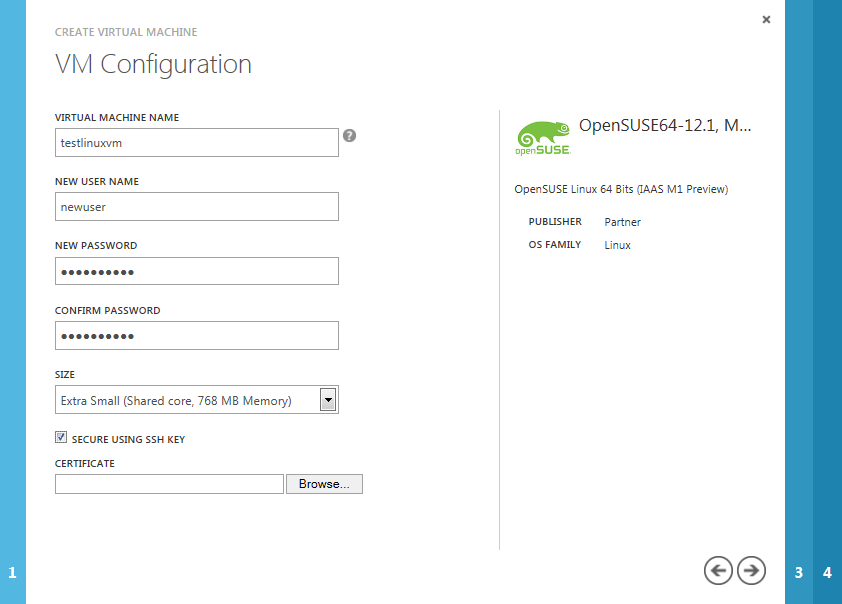 CREATE VIRTUAL MACHINE
VM Configuration
VIRTUAL MACHINE NAME
testlinuxvm
?
NEW USER NAME
newuser
NEW PASSWORD
●●●●●●●●●●
CONFIRM PASSWORD
●●●●●●●●●●
SIZE
Extra Small (Shared core, 768 MB Memory)
SECURE USING SSH KEY
CERTIFICATE
Browse...
openSUSE
OpenSUSE64-12.1, M...
OpenSUSE Linux 64 Bits (IAAS M1 Preview)
PUBLISHER Partner
OS FAMILY Linux
1
3 4